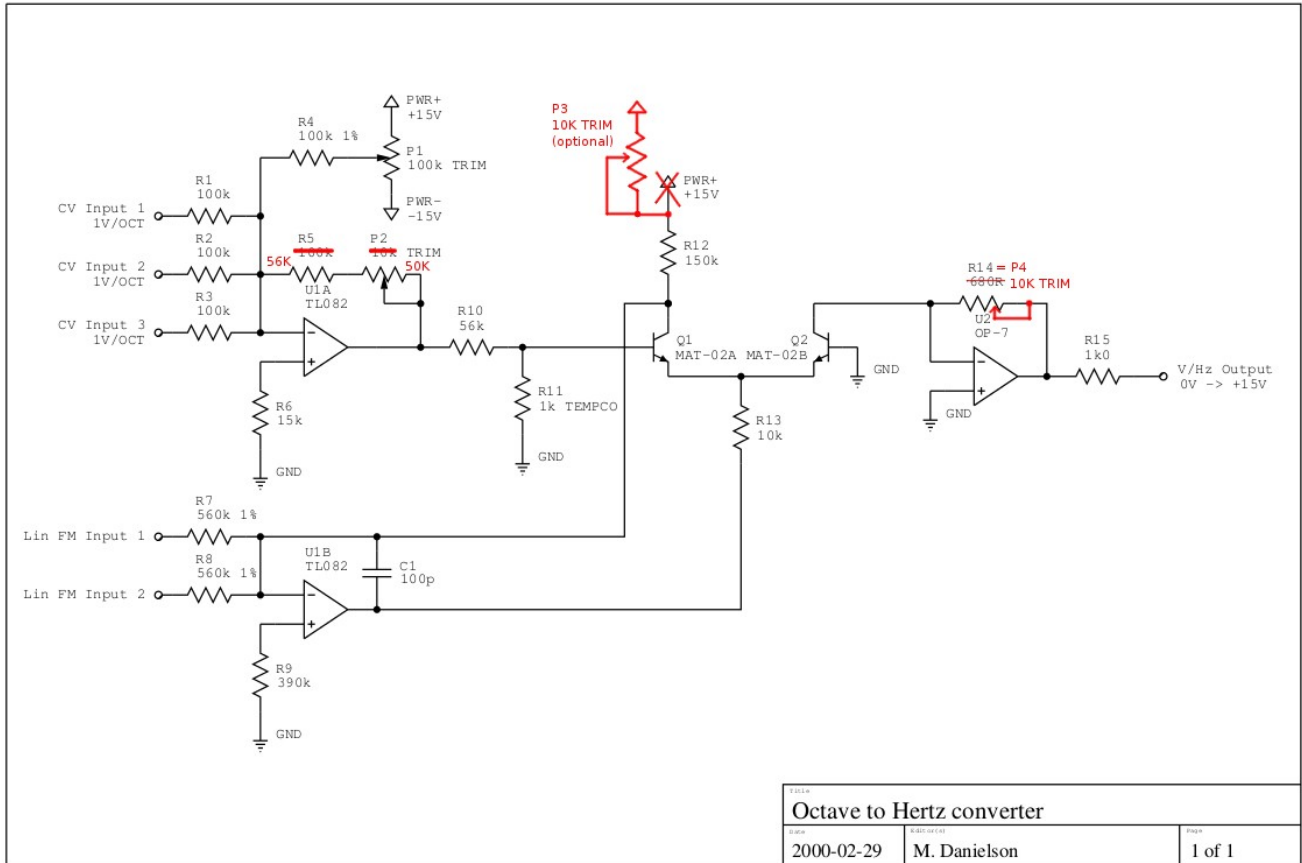 PWR+
+15V
R4
100k 1%
P1
100k TRIM
PWR-
-15V
P3
10K TRIM
(optional)
PWR+
+15V
R12
150k
R1
100k
CV Input 1
1V/OCT
R2
100k
CV Input 2
1V/OCT
R3
100k
CV Input 3
1V/OCT
R5
100k
56K
P2
10k TRIM
50K
U1A
TL082
-
+
R6
15k
GND
R10
56k
R11
1k TEMPCO
GND
Q1
MAT-02A
Q2
MAT-02B
GND
R13
10k
R14 = P4
680R 10K TRIM
U2
OP-7
-
+
GND
R15
1k0
V/Hz Output
0V -> +15V
R7
560k 1%
Lin FM Input 1
R8
560k 1%
Lin FM Input 2
U1B
TL082
-
+
C1
100p
R9
390k
GND
Title
Octave to Hertz converter
Date
2000-02-29
Editor(s)
M. Danielson
Page
1 of 1